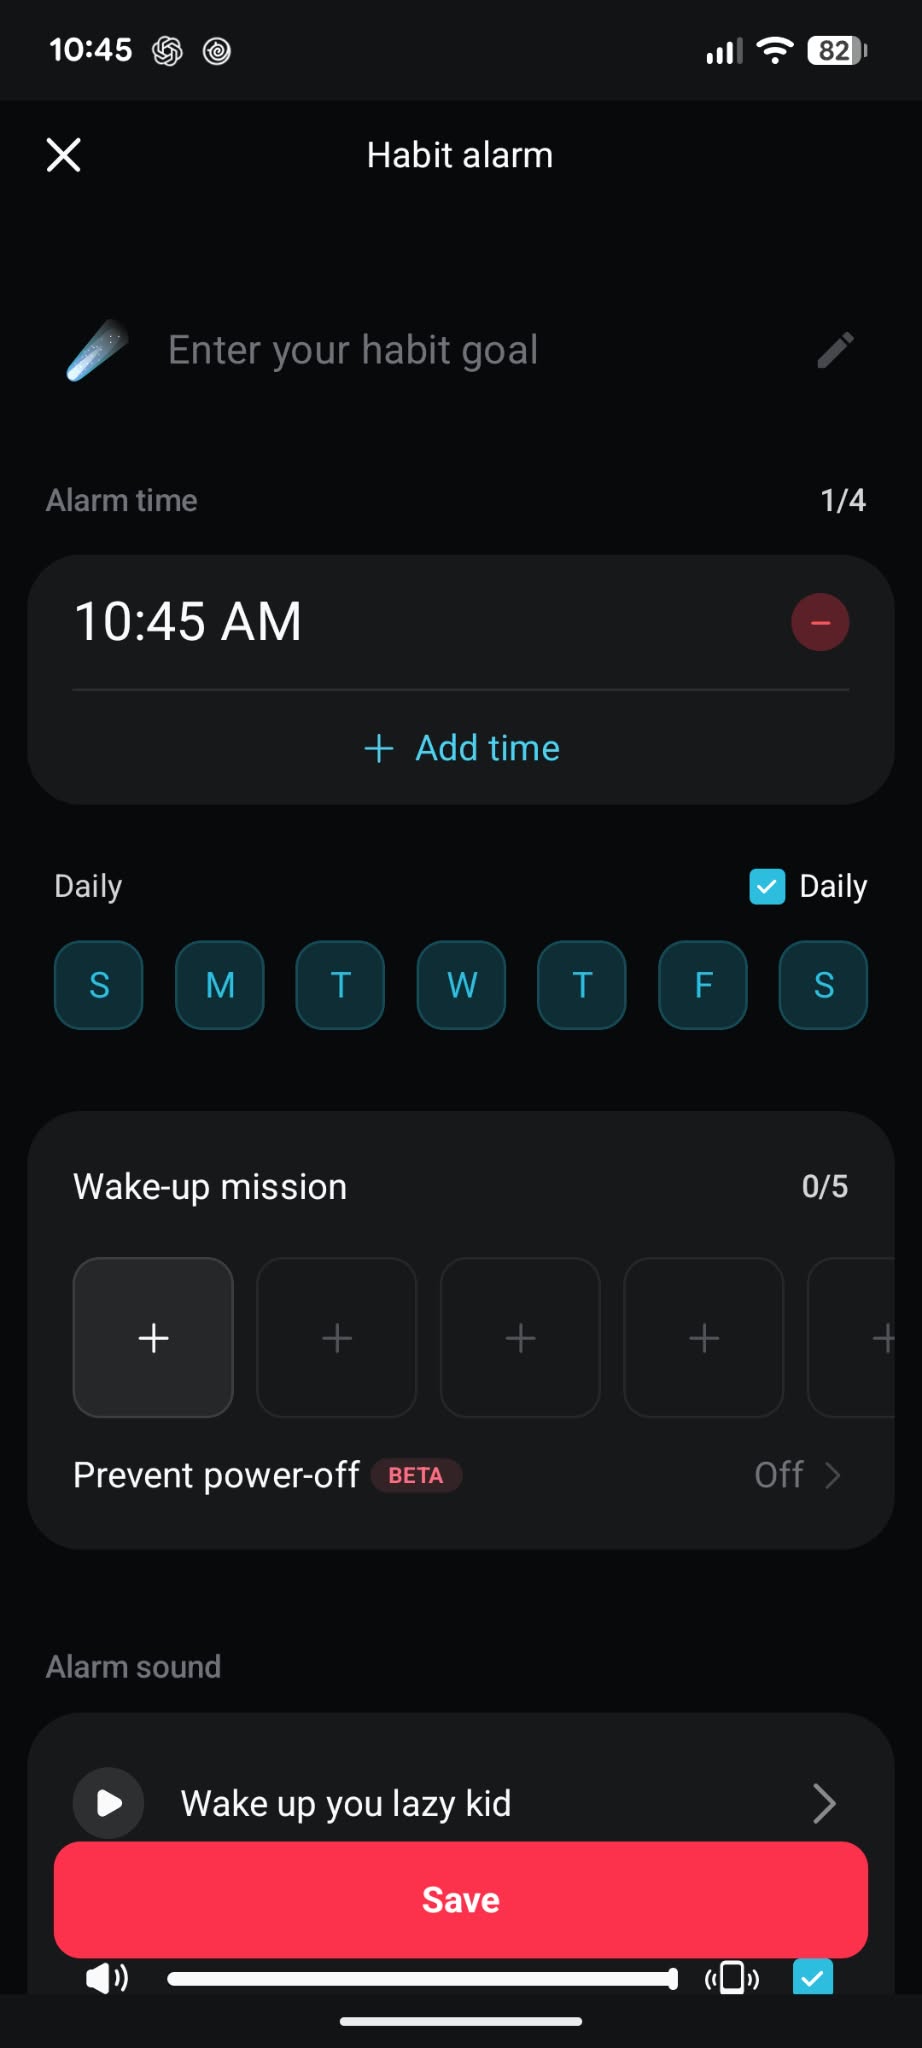 10:45
82
Habit alarm
Enter your habit goal
Alarm time
1/4
10:45 AM
+ Add time
Daily
Daily
S M T W T F S
Wake-up mission
0/5
Prevent power-off BETA
Off
Alarm sound
Wake up you lazy kid
Save